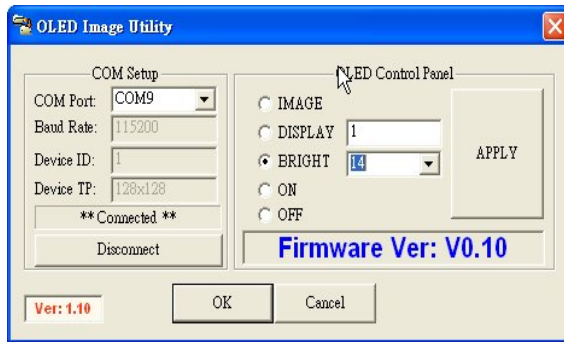 OLED Image Utility
COM Setup
COM Port: COM9
Baud Rate: 115200
Device ID: 1
Device TP: 128x128
** Connected **
Disconnect
OLED Control Panel
IMAGE
DISPLAY 1
BRIGHT 14
ON
OFF
APPLY
Firmware Ver: V0.10
Ver: 1.10
OK
Cancel